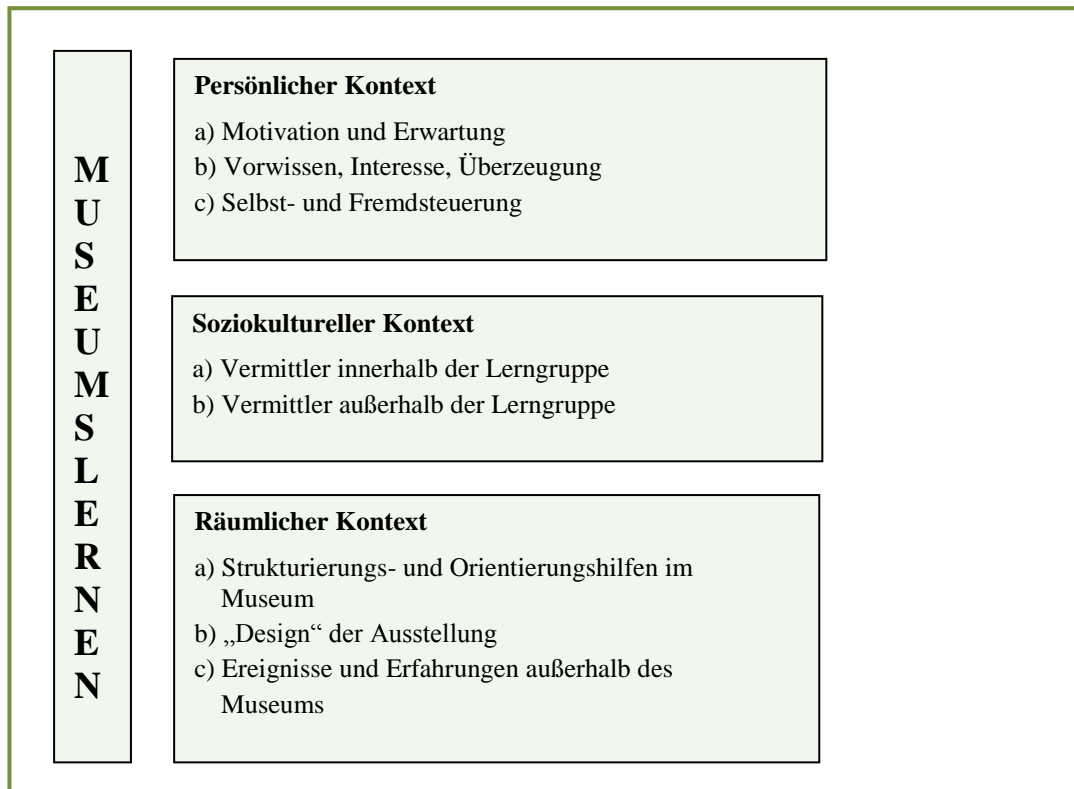 MUSEUMSLERNEN
Persönlicher Kontext
a) Motivation und Erwartung
b) Vorwissen, Interesse, Überzeugung
c) Selbst- und Fremdsteuerung
Soziokultureller Kontext
a) Vermittler innerhalb der Lerngruppe
b) Vermittler außerhalb der Lerngruppe
Räumlicher Kontext
a) Strukturierungs- und Orientierungshilfen im
Museum
b) „Design“ der Ausstellung
c) Ereignisse und Erfahrungen außerhalb des
Museums